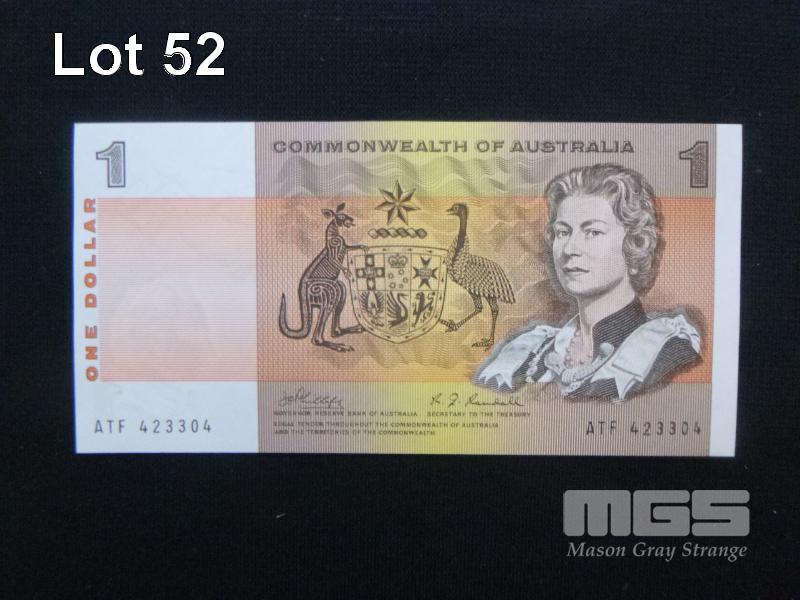 Lot 52
1
COMMONWEALTH OF AUSTRALIA
1
ONE DOLLAR
GOVERNOR RESERVE BANK OF AUSTRALIA SECRETARY TO THE TREASURY
LEGAL TENDER THROUGHOUT THE COMMONWEALTH OF AUSTRALIA
AND THE TERRITORIES OF THE COMMONWEALTH
ATF 423304
ATF 423304
MGS
Mason Gray Strange